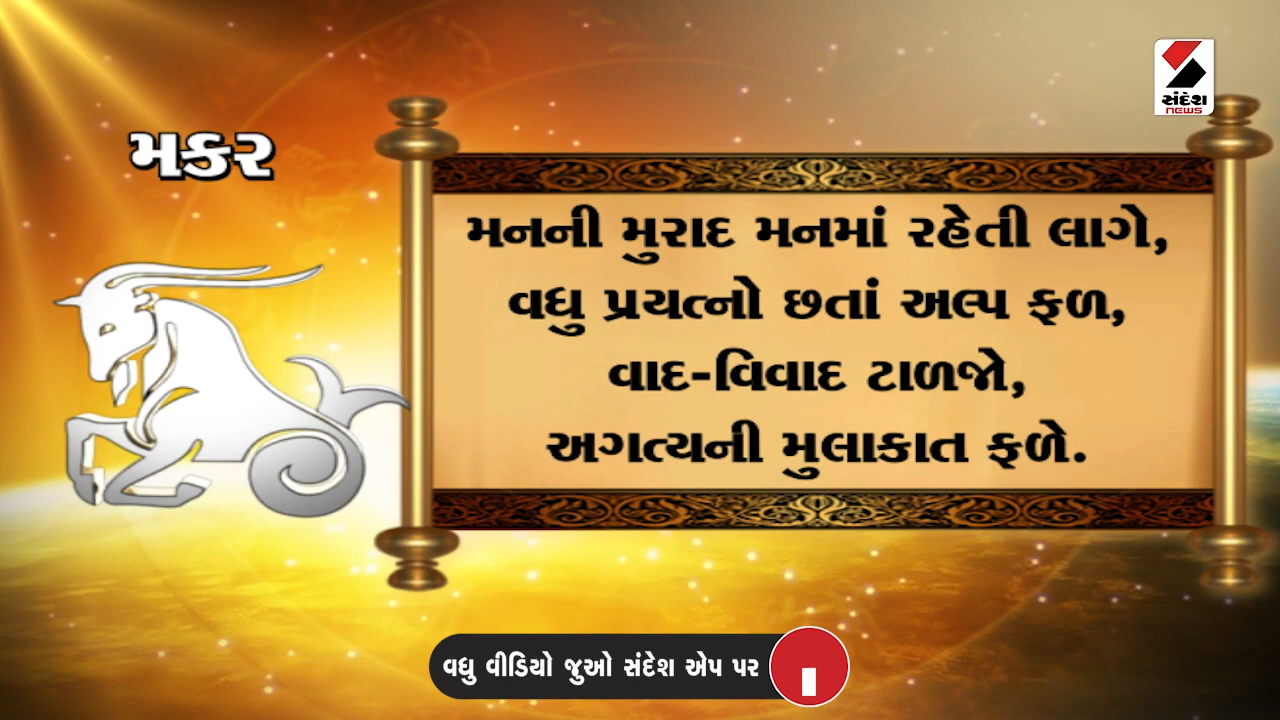 સંદેશ
NEWS
મકર
મનની મુરાદ મનમાં રહેતી લાગે,
વધુ પ્રયત્નો છતાં અલ્પ ફળ,
વાદ-વિવાદ ટાળજો,
અગત્યની મુલાકાત ફળે.
વધુ વીડિયો જુઓ સંદેશ એપ પર